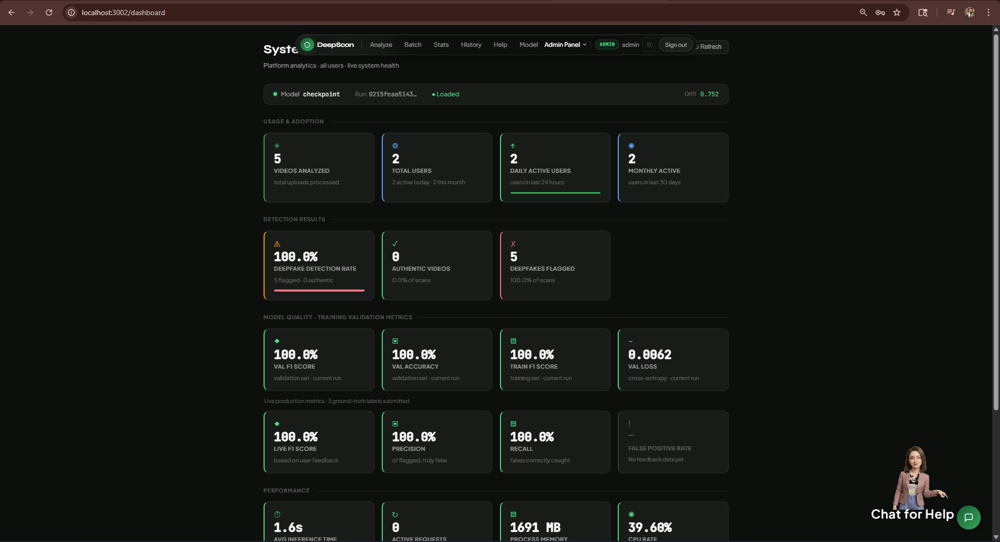 localhost:3002/dashboard
Syste
DeepScan Analyze Batch Stats History Help Model Admin Panel ADMIN admin Sign out Refresh
Platform analytics · all users · live system health
Model checkpoint Run: 0215feaa5143… Loaded Drift 0.752
USAGE & ADOPTION
5
VIDEOS ANALYZED
total uploads processed
2
TOTAL USERS
2 active today · 2 this month
2
DAILY ACTIVE USERS
users in last 24 hours
2
MONTHLY ACTIVE
users in last 30 days
DETECTION RESULTS
100.0%
DEEPFAKE DETECTION RATE
5 flagged · 0 authentic
0
AUTHENTIC VIDEOS
0.0% of scans
5
DEEPFAKES FLAGGED
100.0% of scans
MODEL QUALITY · TRAINING VALIDATION METRICS
100.0%
VAL F1 SCORE
validation set · current run
100.0%
VAL ACCURACY
validation set · current run
100.0%
TRAIN F1 SCORE
training set · current run
~
0.0062
VAL LOSS
cross-entropy · current run
Live production metrics · 3 ground-truth labels submitted
100.0%
LIVE F1 SCORE
based on user feedback
100.0%
PRECISION
of flagged, truly fake
100.0%
RECALL
fakes correctly caught
!
—
FALSE POSITIVE RATE
No feedback data yet
PERFORMANCE
1.6s
AVG INFERENCE TIME
0
ACTIVE REQUESTS
1691 MB
PROCESS MEMORY
39.60%
CPU RATE
Chat for Help